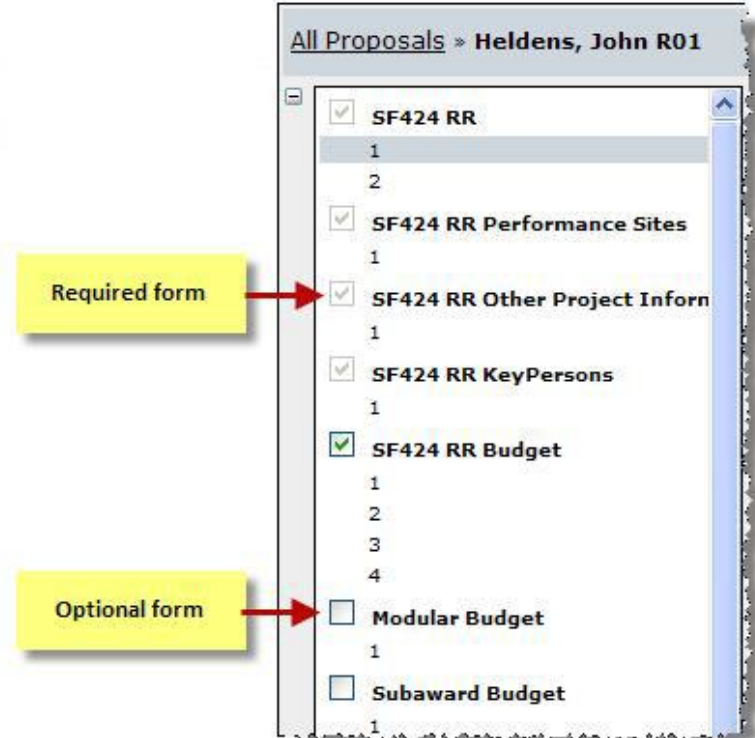 All Proposals » Heldens, John R01
SF424 RR
1
2
SF424 RR Performance Sites
1
Required form
SF424 RR Other Project Inforn
1
SF424 RR KeyPersons
1
SF424 RR Budget
1
2
3
4
Optional form
Modular Budget
1
Subaward Budget
1